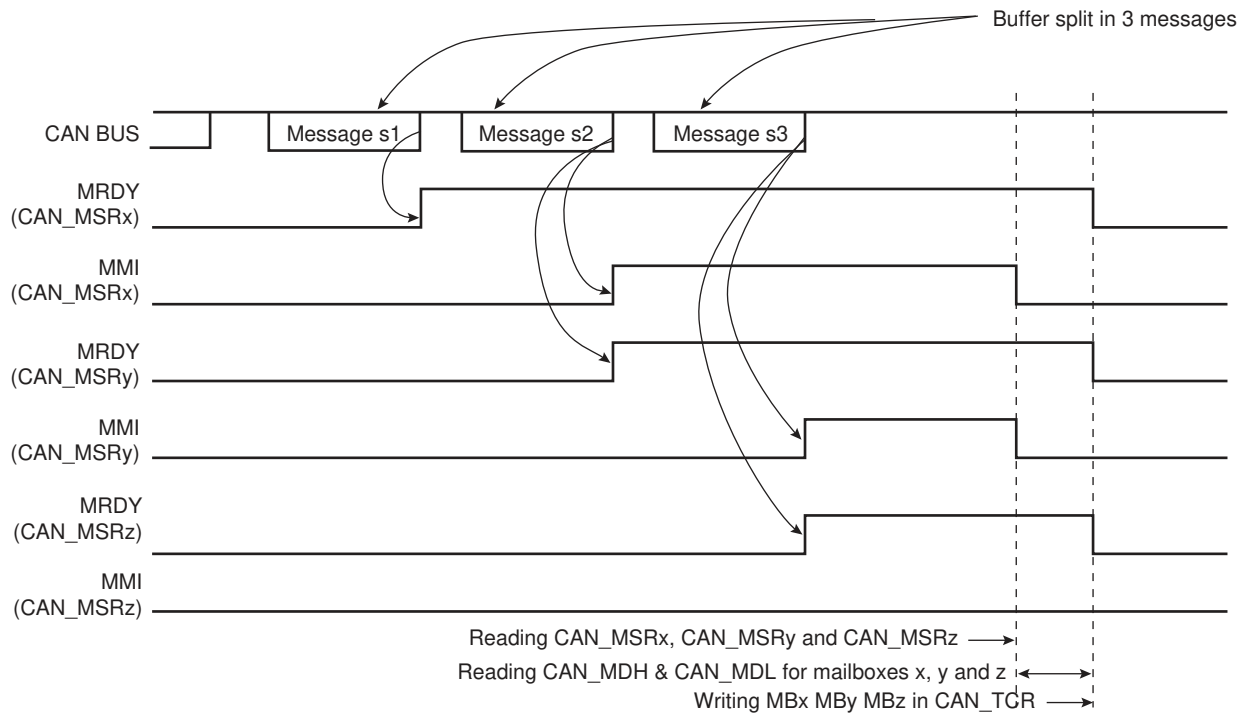 Buffer split in 3 messages
CAN BUS
Message s1
Message s2
Message s3
MRDY
(CAN_MSRx)
MMI
(CAN_MSRx)
MRDY
(CAN_MSRy)
MMI
(CAN_MSRy)
MRDY
(CAN_MSRz)
MMI
(CAN_MSRz)
Reading CAN_MSRx, CAN_MSRy and CAN_MSRz
Reading CAN_MDH & CAN_MDL for mailboxes x, y and z
Writing MBx MBy MBz in CAN_TCR